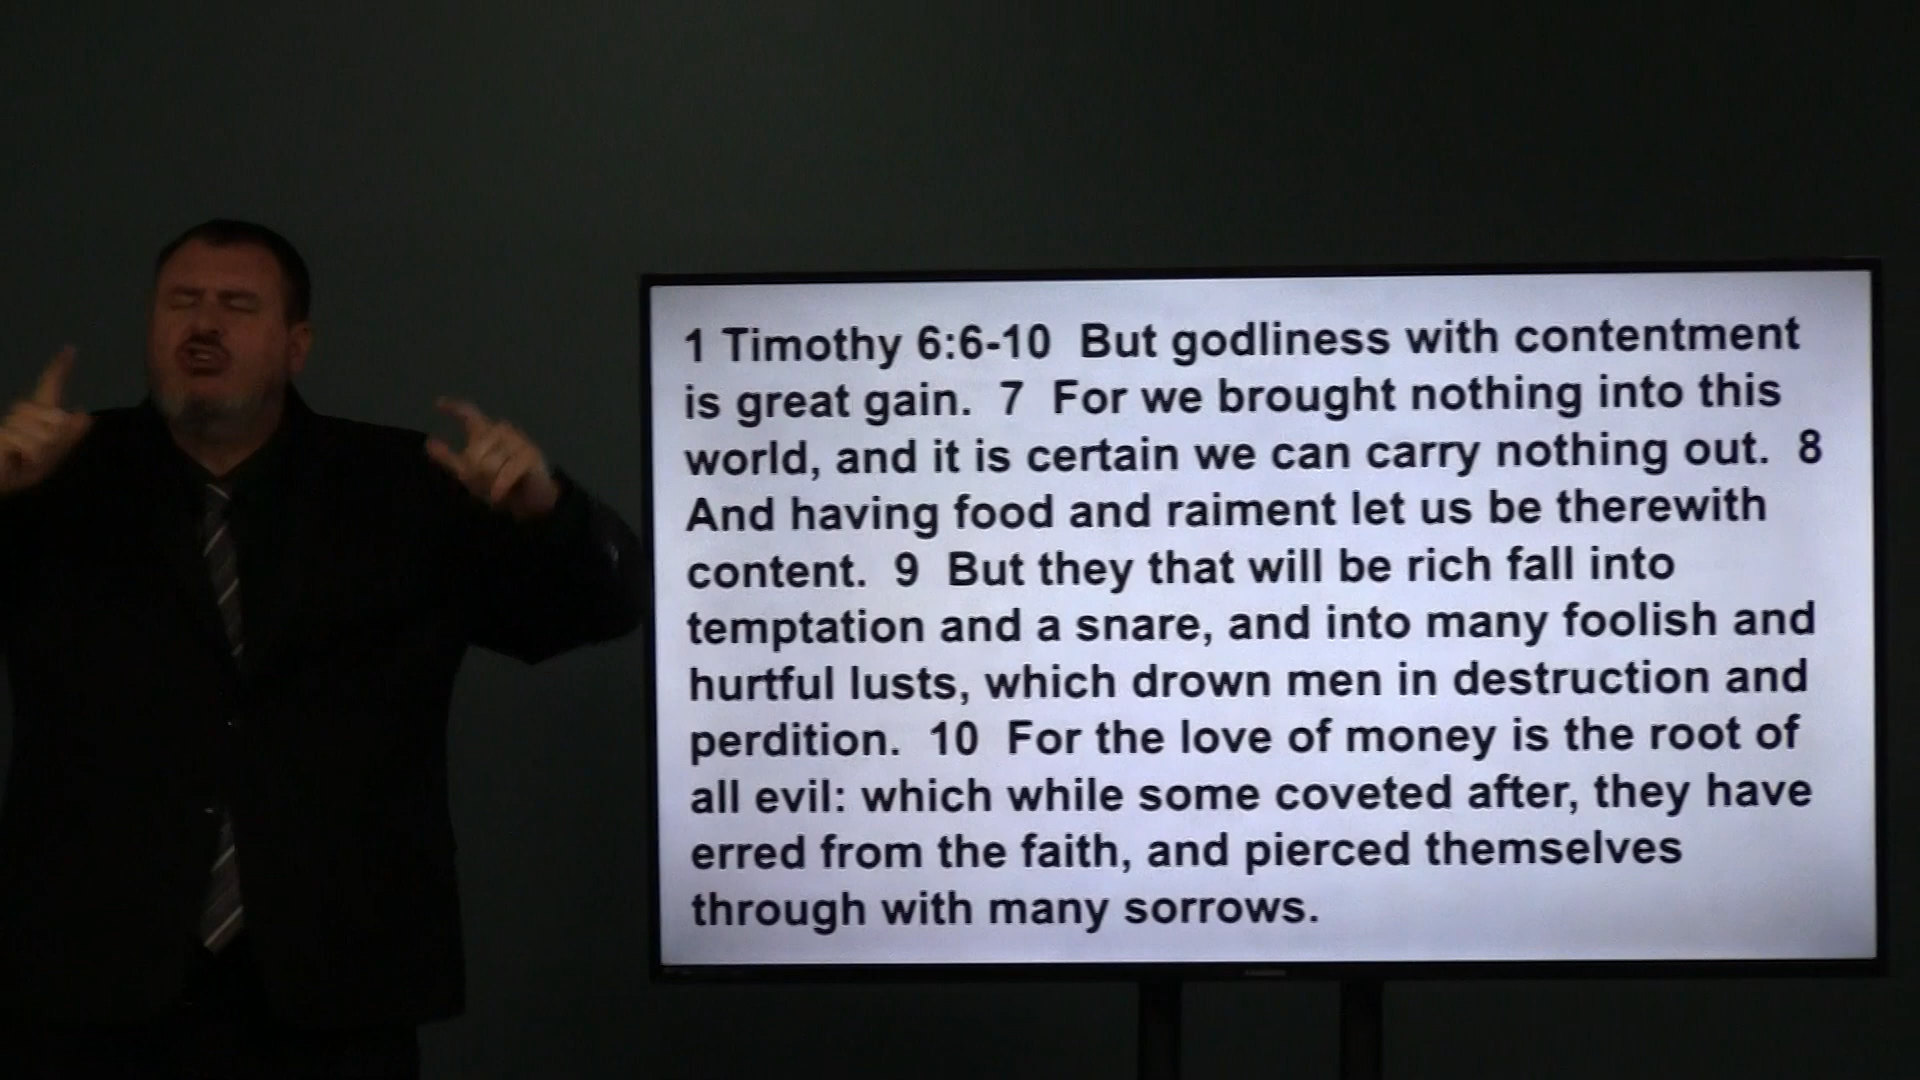 1 Timothy 6:6-10  But godliness with contentment
is great gain.  7  For we brought nothing into this
world, and it is certain we can carry nothing out.  8
And having food and raiment let us be therewith
content.  9  But they that will be rich fall into
temptation and a snare, and into many foolish and
hurtful lusts, which drown men in destruction and
perdition.  10  For the love of money is the root of
all evil: which while some coveted after, they have
erred from the faith, and pierced themselves
through with many sorrows.